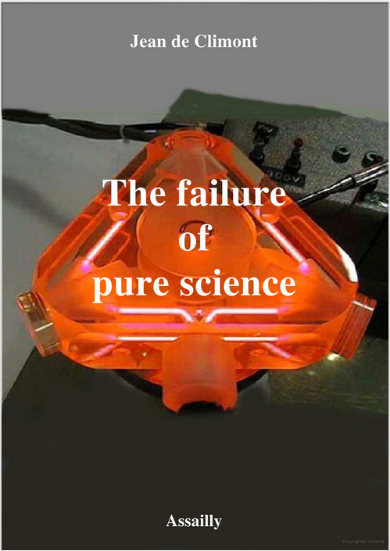 Jean de Climont
The failure
of
pure science
Assailly